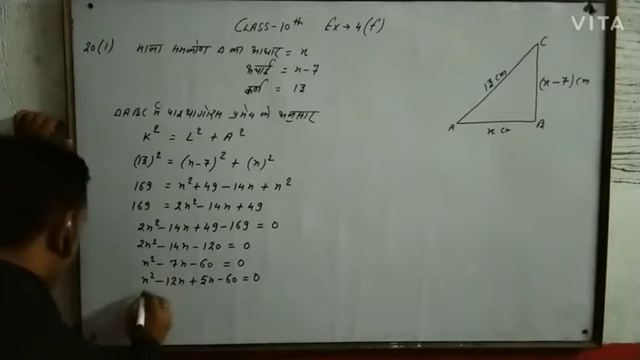 CLASS-10th Ex→4(f)
VITA
20(1) माना समकोण Δ का आधार = x
ऊँचाई = x-7
कर्ण = 13
ΔABC में पाइथागोरस प्रमेय के अनुसार
K² = L² + A²
(13)² = (x-7)² + (x)²
169 = x² + 49 - 14x + x²
169 = 2x² - 14x + 49
2x² - 14x + 49 - 169 = 0
2x² - 14x - 120 = 0
x² - 7x - 60 = 0
x² - 12x + 5x - 60 = 0
C
13 cm
(x-7) cm
A
B
x cm